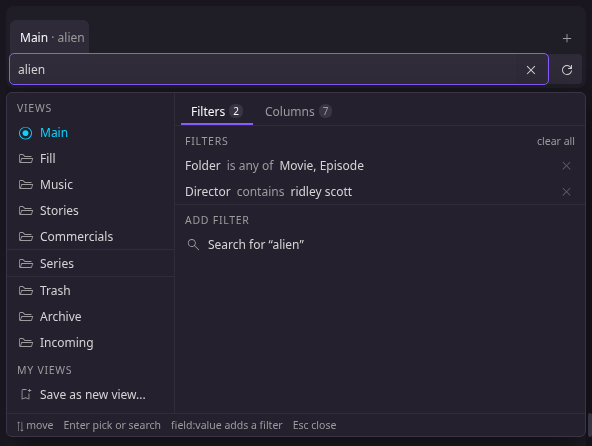 Main · alien
+
alien
VIEWS
Main
Fill
Music
Stories
Commercials
Series
Trash
Archive
Incoming
MY VIEWS
Save as new view...
Filters 2 Columns 7
FILTERS clear all
Folder is any of Movie, Episode
Director contains ridley scott
ADD FILTER
Search for “alien”
↑↓ move Enter pick or search field:value adds a filter Esc close